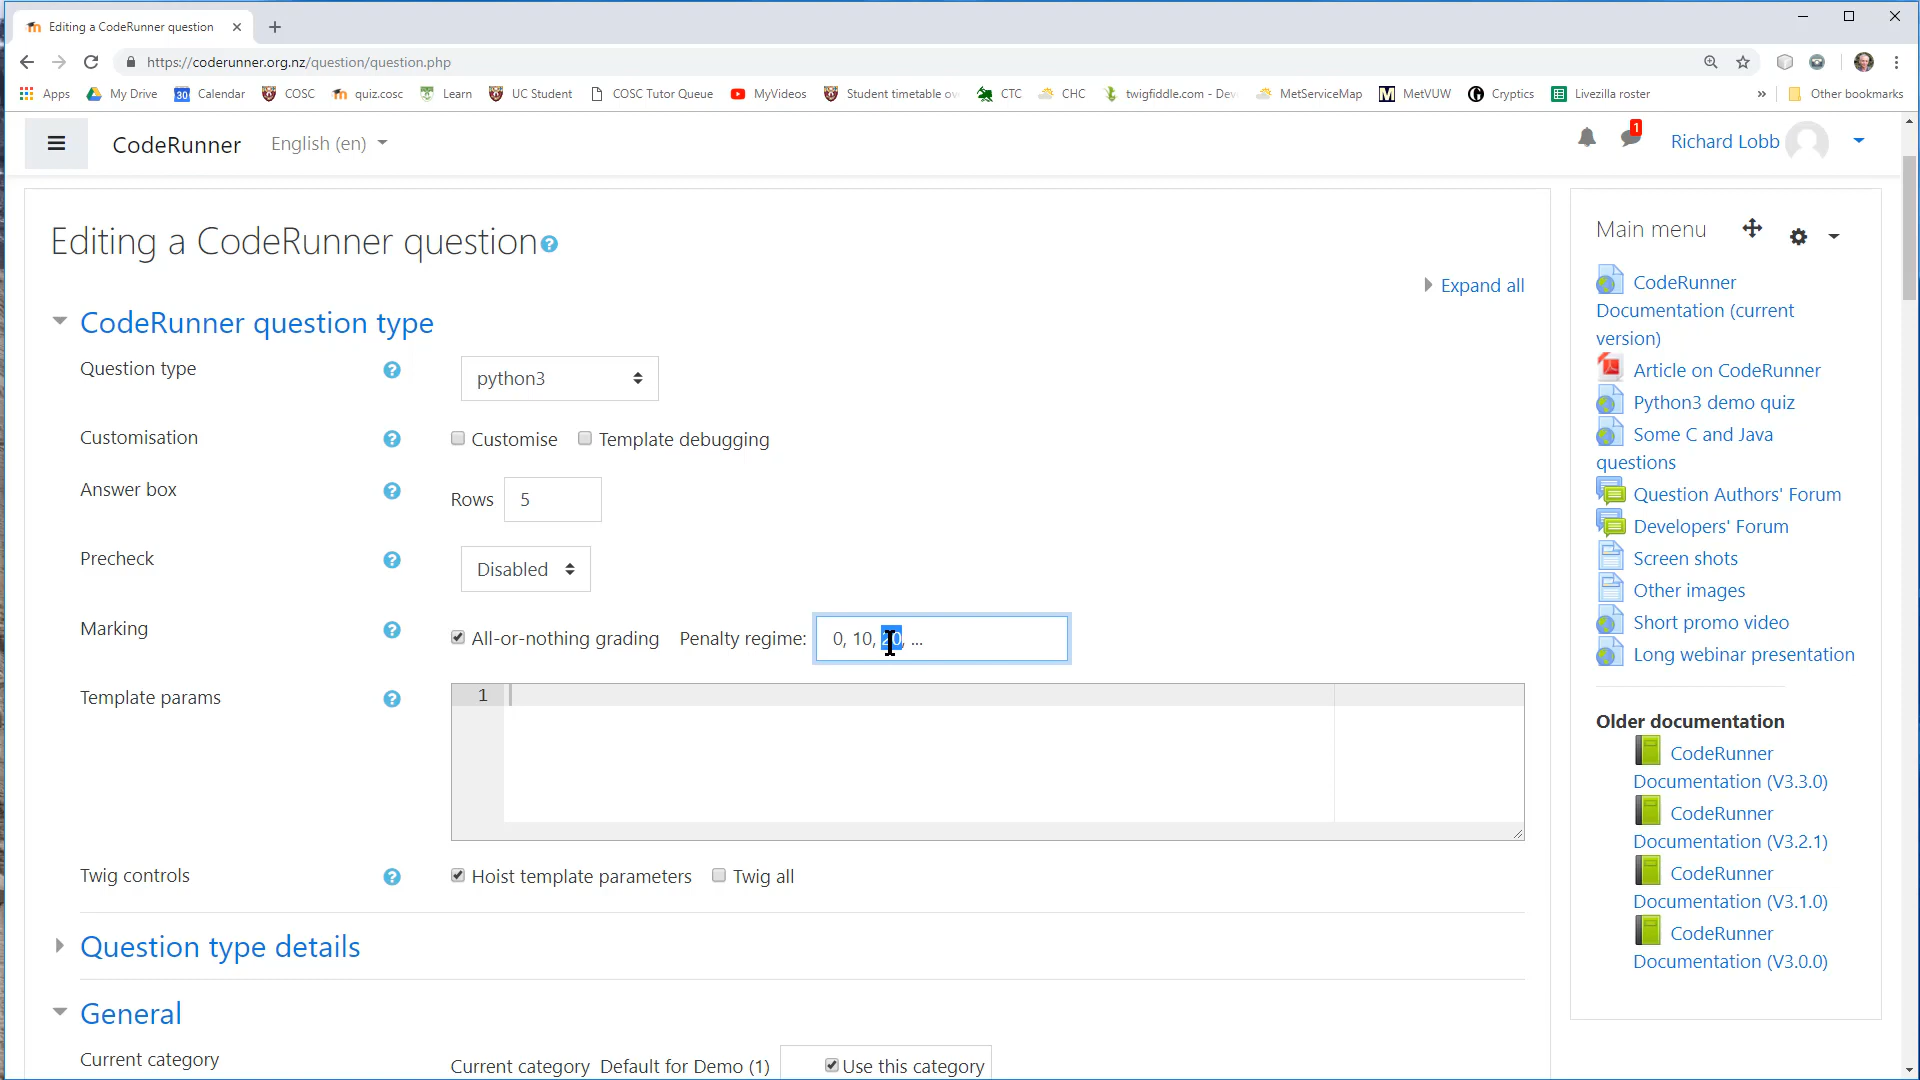 Editing a CodeRunner question
https://coderunner.org.nz/question/question.php
Apps My Drive 30 Calendar COSC quiz.cosc Learn UC Student COSC Tutor Queue MyVideos Student timetable CTC CHC twigfiddle.com - MetServiceMap M MetVUW Cryptics Livezilla roster » Other bookmarks
CodeRunner English (en) 1 Richard Lobb
Editing a CodeRunner question
Expand all
CodeRunner question type
Question type python3
Customisation Customise Template debugging
Answer box Rows 5
Precheck Disabled
Marking All-or-nothing grading Penalty regime: 0, 10, 20, ...
Template params 1
Twig controls Hoist template parameters Twig all
Question type details
General
Current category Current category Default for Demo (1) Use this category
Main menu
CodeRunner
Documentation (current
version)
Article on CodeRunner
Python3 demo quiz
Some C and Java
questions
Question Authors' Forum
Developers' Forum
Screen shots
Other images
Short promo video
Long webinar presentation
Older documentation
CodeRunner
Documentation (V3.3.0)
CodeRunner
Documentation (V3.2.1)
CodeRunner
Documentation (V3.1.0)
CodeRunner
Documentation (V3.0.0)